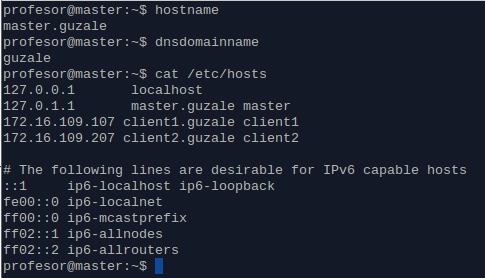 profesor@master:~$ hostname
master.guzale
profesor@master:~$ dnsdomainname
guzale
profesor@master:~$ cat /etc/hosts
127.0.0.1       localhost
127.0.1.1       master.guzale master
172.16.109.107 client1.guzale client1
172.16.109.207 client2.guzale client2

# The following lines are desirable for IPv6 capable hosts
::1     ip6-localhost ip6-loopback
fe00::0 ip6-localnet
ff00::0 ip6-mcastprefix
ff02::1 ip6-allnodes
ff02::2 ip6-allrouters
profesor@master:~$